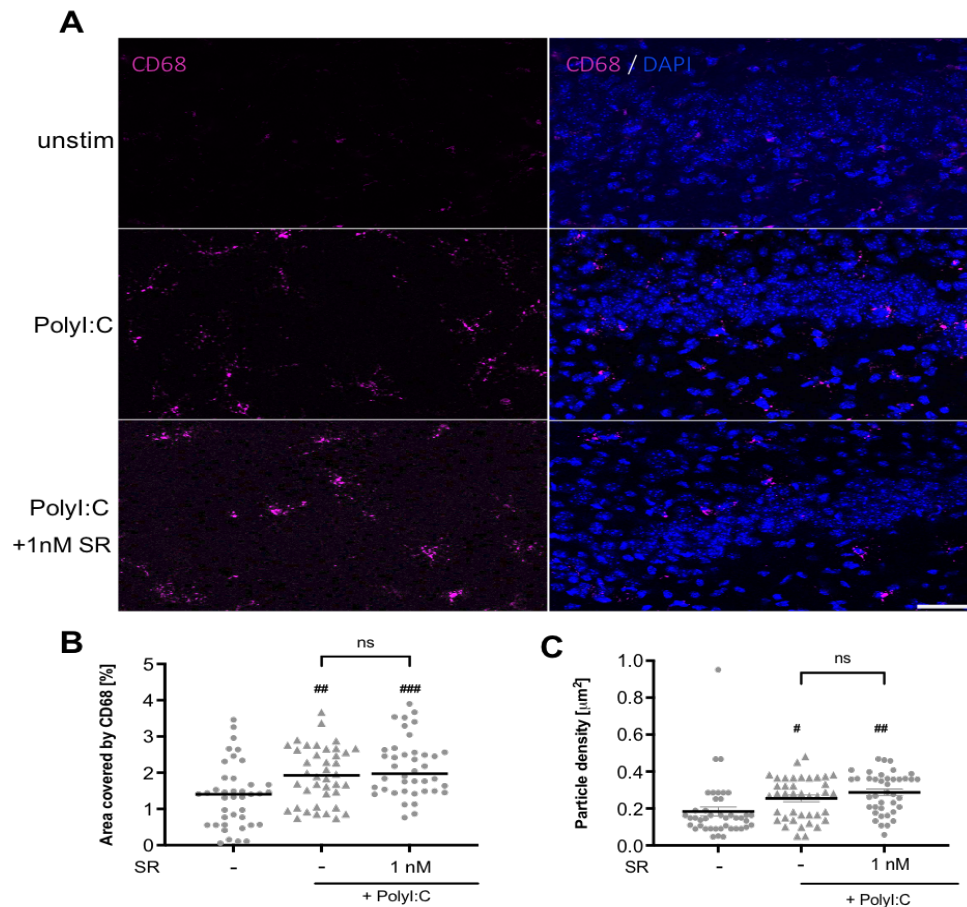 A
CD68
CD68 / DAPI
unstim
PolyI:C
PolyI:C
+1nM SR
B
ns
##
###
Area covered by CD68 [%]
5
4
3
2
1
0
SR
-
-
1 nM
+ PolyI:C
C
ns
#
##
Particle density [μm²]
1.0
0.8
0.6
0.4
0.2
0.0
SR
-
-
1 nM
+ PolyI:C